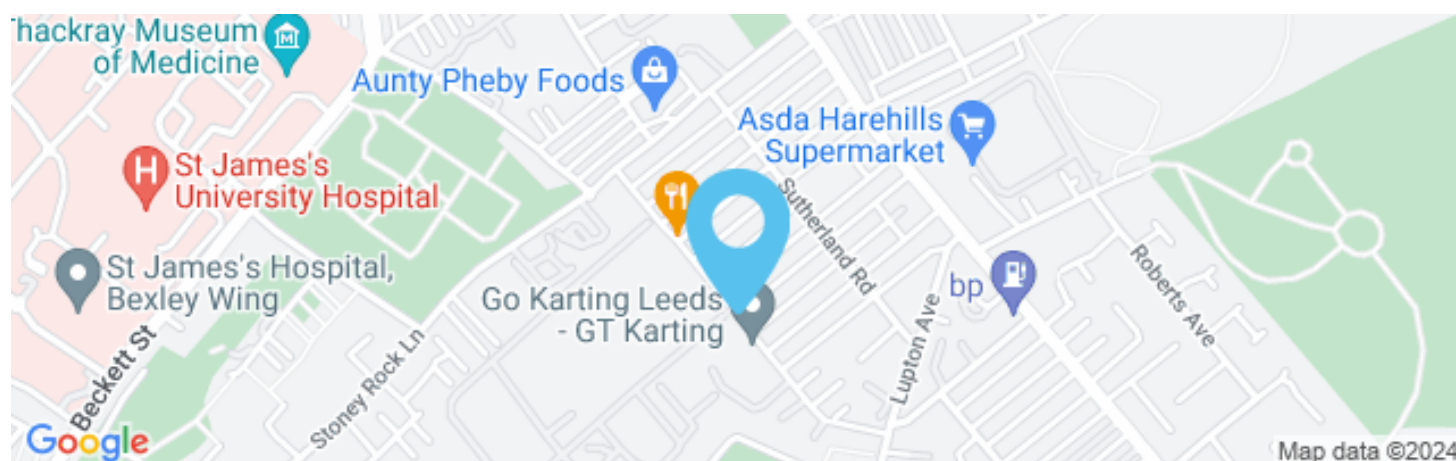 hackray Museum
of Medicine
Aunty Pheby Foods
Asda Harehills
Supermarket
H
St James's
University Hospital
Sutherland Rd
St James's Hospital,
Bexley Wing
Go Karting Leeds
- GT Karting
bp
Roberts Ave
Lupton Ave
Stoney Rock Ln
Beckett St
Google
Map data ©2024